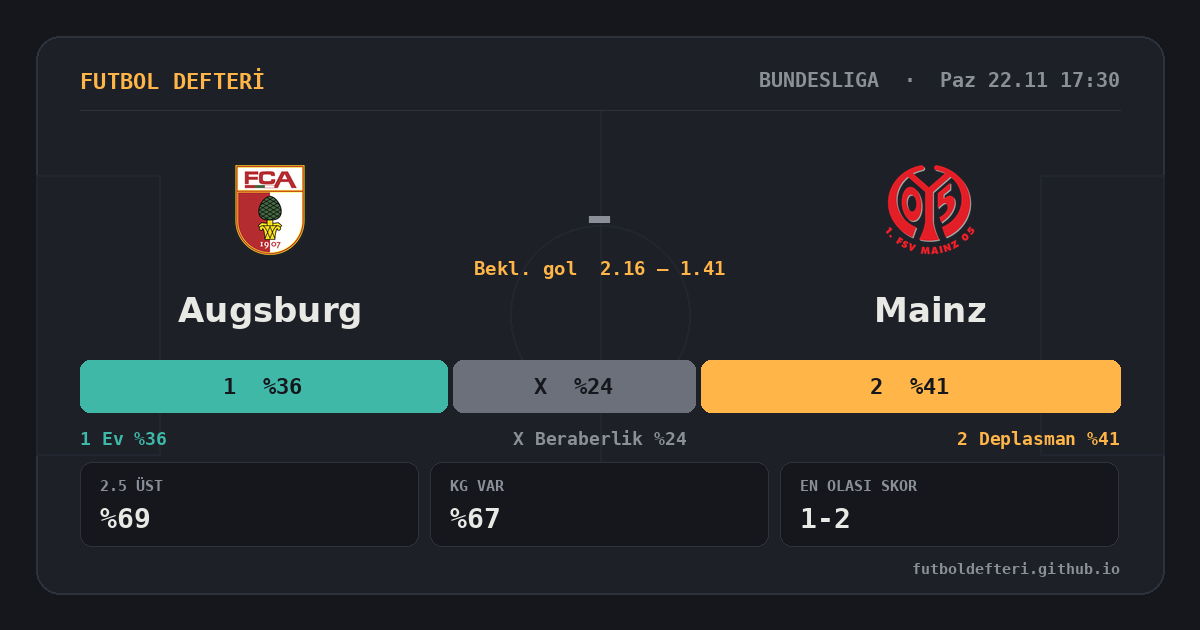 FUTBOL DEFTERİ
BUNDESLIGA · Paz 22.11 17:30
FCA
1907
1. FSV MAINZ 05
–
Bekl. gol 2.16 – 1.41
Augsburg
Mainz
1 %36
X %24
2 %41
1 Ev %36
X Beraberlik %24
2 Deplasman %41
2.5 ÜST
KG VAR
EN OLASI SKOR
%69
%67
1-2
futboldefteri.github.io